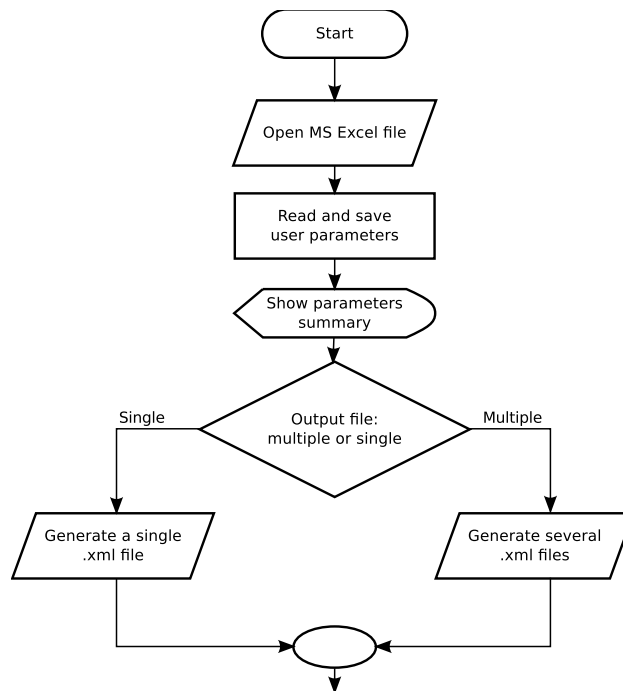 Start
Open MS Excel file
Read and save
user parameters
Show parameters
summary
Output file:
multiple or single
Single
Multiple
Generate a single
.xml file
Generate several
.xml files